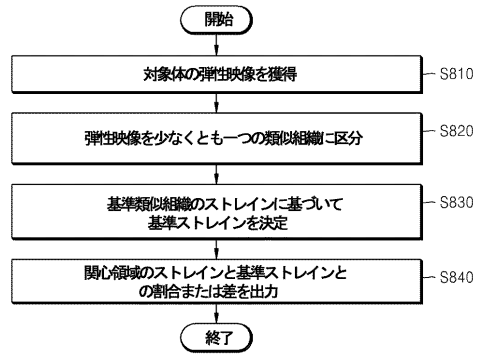 開始
対象体の弾性映像を獲得
S810
弾性映像を少なくとも一つの類似組織に区分
S820
基準類似組織のストレインに基づいて
基準ストレインを決定
S830
関心領域のストレインと基準ストレインと
の割合または差を出力
S840
終了